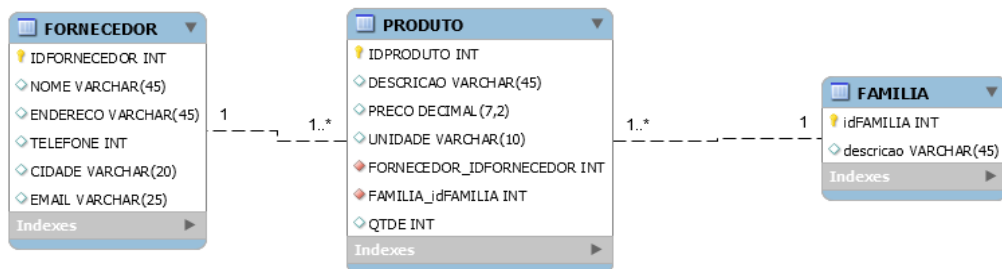 FORNECEDOR
IDFORNECEDOR INT
NOME VARCHAR(45)
ENDERECO VARCHAR(45)
TELEFONE INT
CIDADE VARCHAR(20)
EMAIL VARCHAR(25)
Indexes
1
1..*
PRODUTO
IDPRODUTO INT
DESCRICAO VARCHAR(45)
PRECO DECIMAL(7,2)
UNIDADE VARCHAR(10)
FORNECEDOR_IDFORNECEDOR INT
FAMILIA_idFAMILIA INT
QTDE INT
Indexes
1..*
1
FAMILIA
idFAMILIA INT
descricao VARCHAR(45)
Indexes